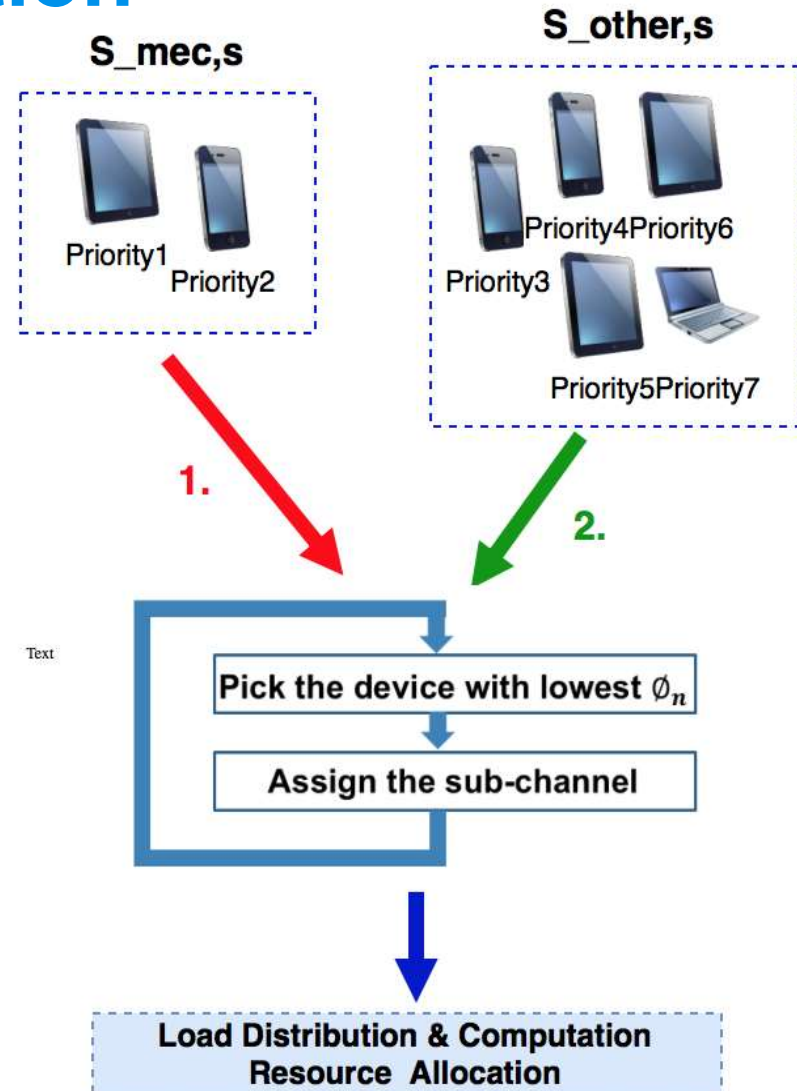 S_mec,s
S_other,s
Priority1
Priority2
Priority3
Priority4Priority6
Priority5Priority7
1.
2.
Text
Pick the device with lowest ∅n
Assign the sub-channel
Load Distribution & Computation
Resource Allocation